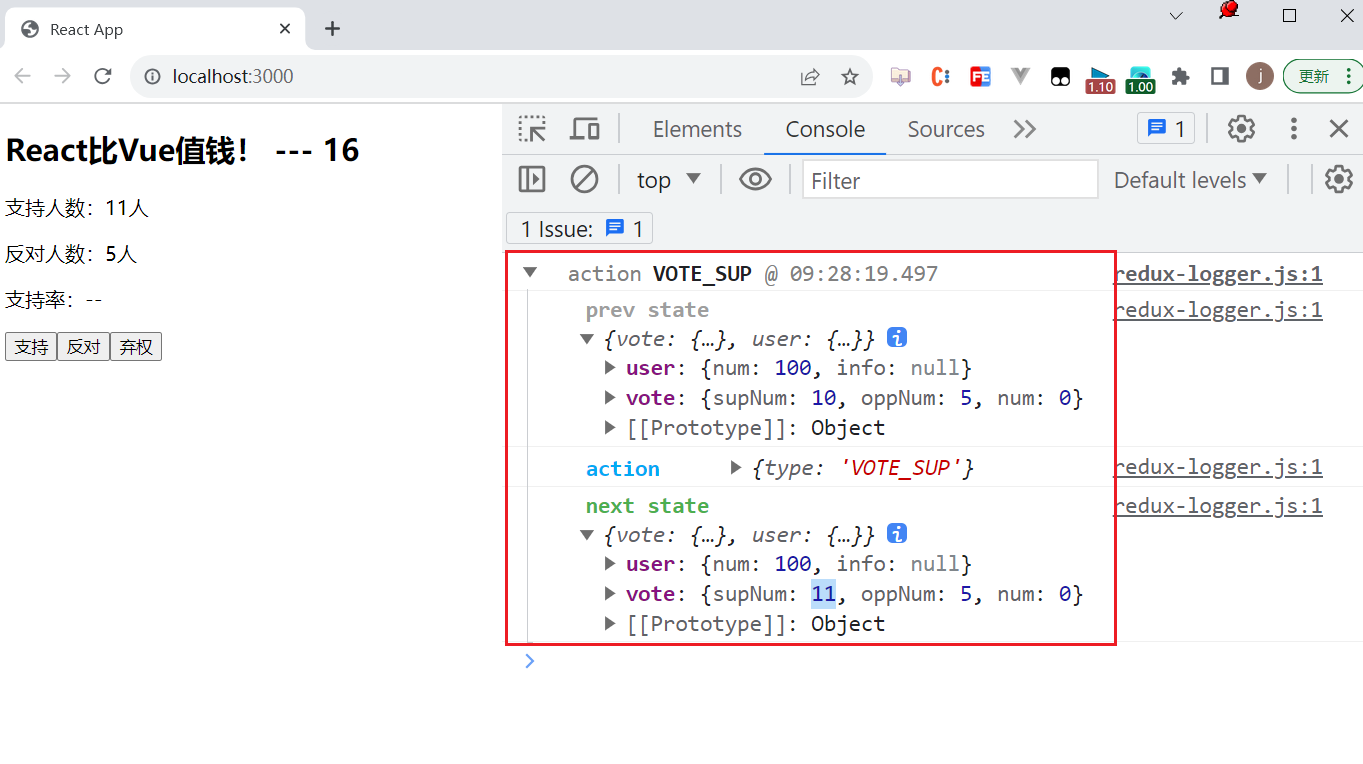 React App
localhost:3000
1.10
1.00
j
更新
React比Vue值钱！ --- 16
支持人数：11人
反对人数：5人
支持率：--
支持 反对 弃权
Elements Console Sources 1
top Filter Default levels
1 Issue: 1
action VOTE_SUP @ 09:28:19.497 redux-logger.js:1
prev state redux-logger.js:1
{vote: {…}, user: {…}}
user: {num: 100, info: null}
vote: {supNum: 10, oppNum: 5, num: 0}
[[Prototype]]: Object
action {type: 'VOTE_SUP'} redux-logger.js:1
next state redux-logger.js:1
{vote: {…}, user: {…}}
user: {num: 100, info: null}
vote: {supNum: 11, oppNum: 5, num: 0}
[[Prototype]]: Object